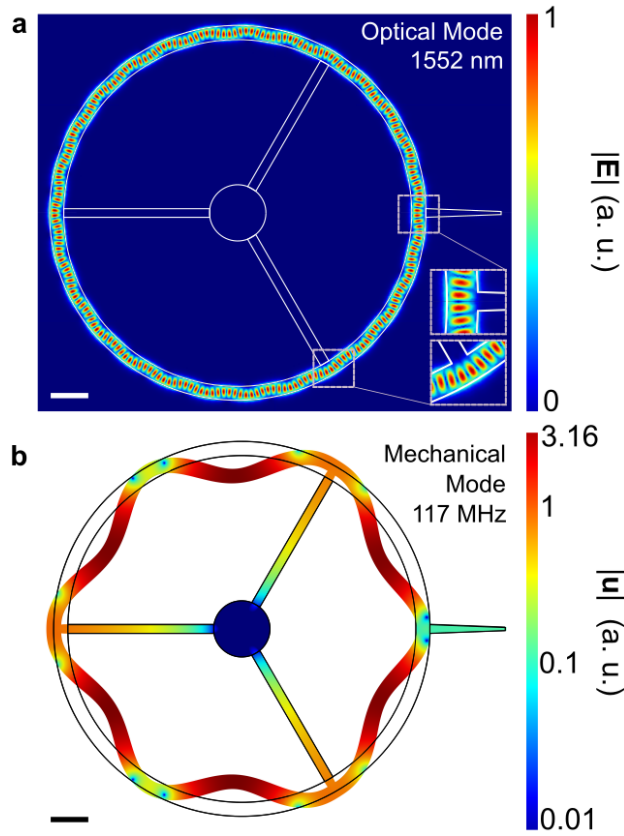 a
Optical Mode
1552 nm
1
|E| (a. u.)
0
b
Mechanical
Mode
117 MHz
3.16
1
|u| (a. u.)
0.1
0.01